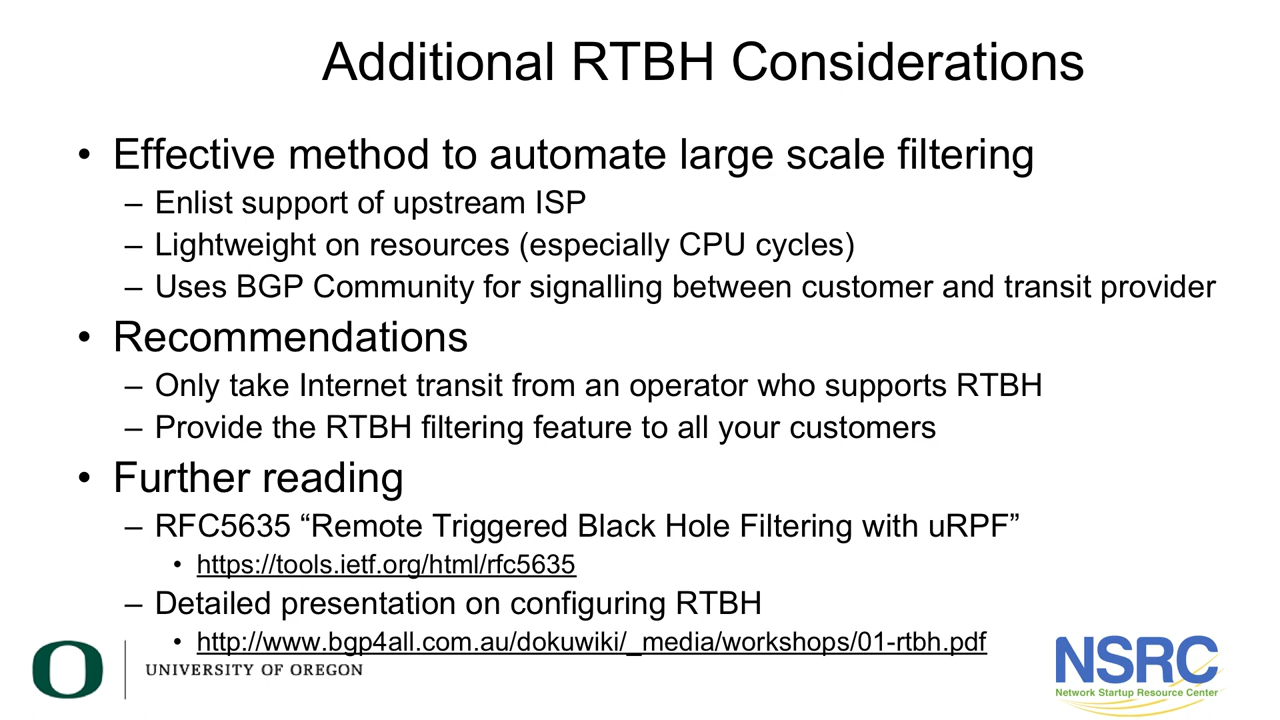 Additional RTBH Considerations
• Effective method to automate large scale filtering
– Enlist support of upstream ISP
– Lightweight on resources (especially CPU cycles)
– Uses BGP Community for signalling between customer and transit provider
• Recommendations
– Only take Internet transit from an operator who supports RTBH
– Provide the RTBH filtering feature to all your customers
• Further reading
– RFC5635 “Remote Triggered Black Hole Filtering with uRPF”
• https://tools.ietf.org/html/rfc5635
– Detailed presentation on configuring RTBH
• http://www.bgp4all.com.au/dokuwiki/_media/workshops/01-rtbh.pdf
O
UNIVERSITY OF OREGON
NSRC
Network Startup Resource Center